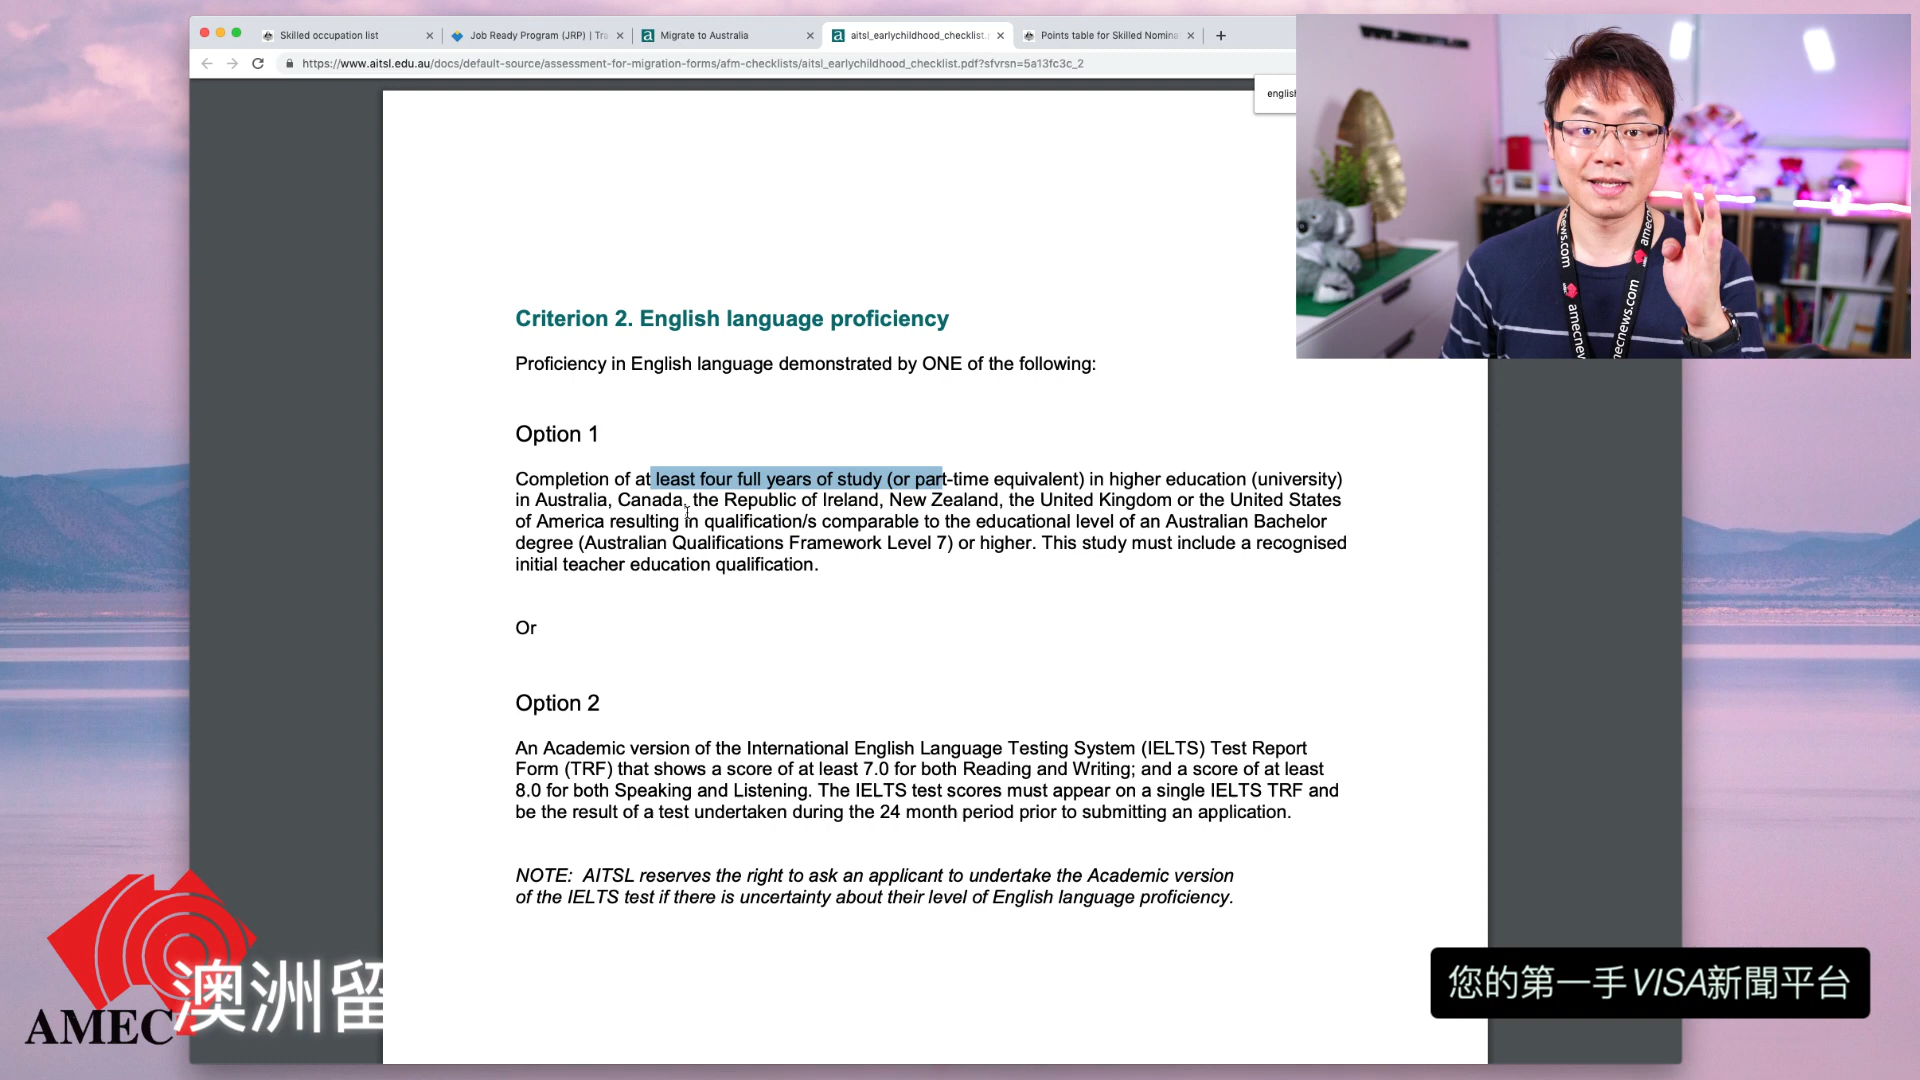 Skilled occupation list
Job Ready Program (JRP) | Tra
Migrate to Australia
aitsl_earlychildhood_checklist.
Points table for Skilled Nomina
https://www.aitsl.edu.au/docs/default-source/assessment-for-migration-forms/afm-checklists/aitsl_earlychildhood_checklist.pdf?sfvrsn=5a13fc3c_2
english
Criterion 2. English language proficiency
Proficiency in English language demonstrated by ONE of the following:
Option 1
Completion of at least four full years of study (or part-time equivalent) in higher education (university)
in Australia, Canada, the Republic of Ireland, New Zealand, the United Kingdom or the United States
of America resulting in qualification/s comparable to the educational level of an Australian Bachelor
degree (Australian Qualifications Framework Level 7) or higher. This study must include a recognised
initial teacher education qualification.
Or
Option 2
An Academic version of the International English Language Testing System (IELTS) Test Report
Form (TRF) that shows a score of at least 7.0 for both Reading and Writing; and a score of at least
8.0 for both Speaking and Listening. The IELTS test scores must appear on a single IELTS TRF and
be the result of a test undertaken during the 24 month period prior to submitting an application.
NOTE: AITSL reserves the right to ask an applicant to undertake the Academic version
of the IELTS test if there is uncertainty about their level of English language proficiency.
cnews.com
amecnew
amecn
ecnews.com
AMEC
澳洲留
您的第一手VISA新聞平台